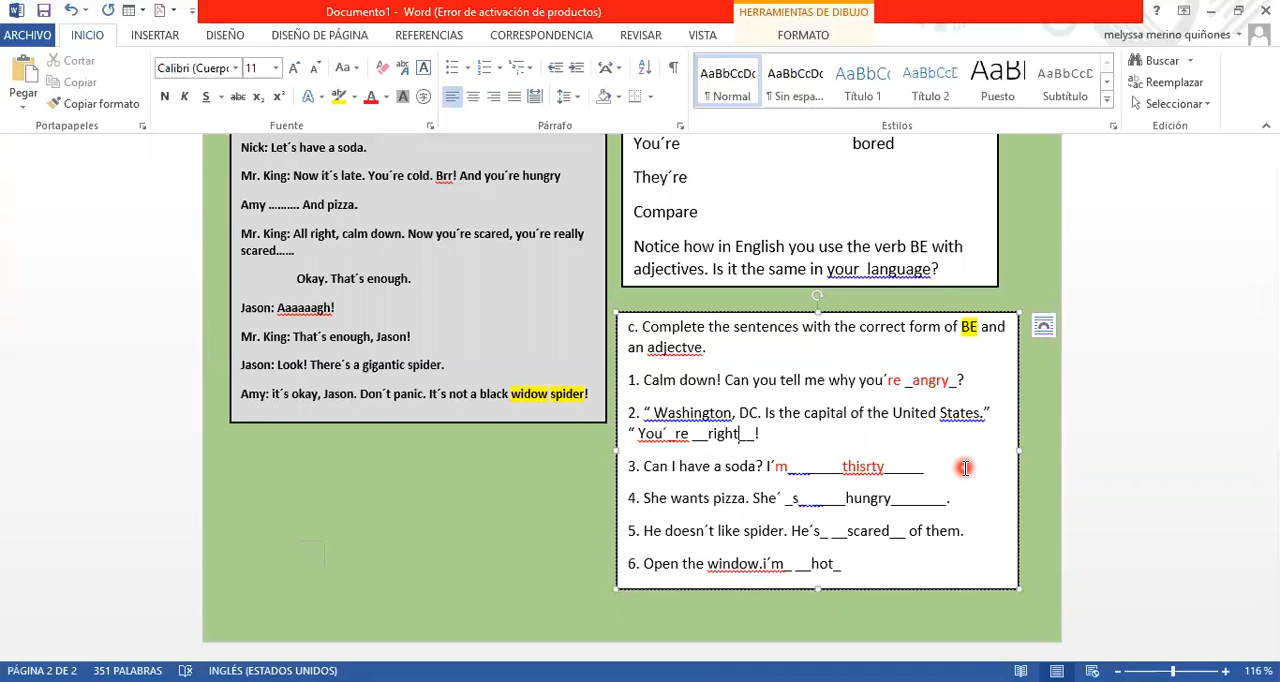 Documento1 - Word (Error de activación de productos)
HERRAMIENTAS DE DIBUJO
ARCHIVO INICIO INSERTAR DISEÑO DISEÑO DE PÁGINA REFERENCIAS CORRESPONDENCIA REVISAR VISTA FORMATO melyssa merino quiñones
Pegar
Cortar
Copiar
Copiar formato
Portapapeles
Calibri (Cuerpo 11
N K S abc x₂ x²
Fuente
Párrafo
AaBbCcDc AaBbCcDc AaBbCc AaBbCcD AaBI AaBbCcD
¶ Normal ¶ Sin espa... Título 1 Título 2 Puesto Subtítulo
Estilos
Buscar
Reemplazar
Seleccionar
Edición
Nick: Let´s have a soda.
Mr. King: Now it´s late. You´re cold. Brr! And you´re hungry
Amy .......... And pizza.
Mr. King: All right, calm down. Now you´re scared, you´re really
scared......
Okay. That´s enough.
Jason: Aaaaaagh!
Mr. King: That´s enough, Jason!
Jason: Look! There´s a gigantic spider.
Amy: it´s okay, Jason. Don´t panic. It´s not a black widow spider!
You´re bored
They´re
Compare
Notice how in English you use the verb BE with
adjectives. Is it the same in your language?
c. Complete the sentences with the correct form of BE and
an adjectve.
1. Calm down! Can you tell me why you´re _angry_?
2. “ Washington, DC. Is the capital of the United States.”
“ You´_re __right__!
3. Can I have a soda? I´m_______thisrty_____
4. She wants pizza. She´ _s______hungry_______.
5. He doesn´t like spider. He´s_ __scared__ of them.
6. Open the window.i´m_ __hot_
PÁGINA 2 DE 2 351 PALABRAS INGLÉS (ESTADOS UNIDOS) 116 %